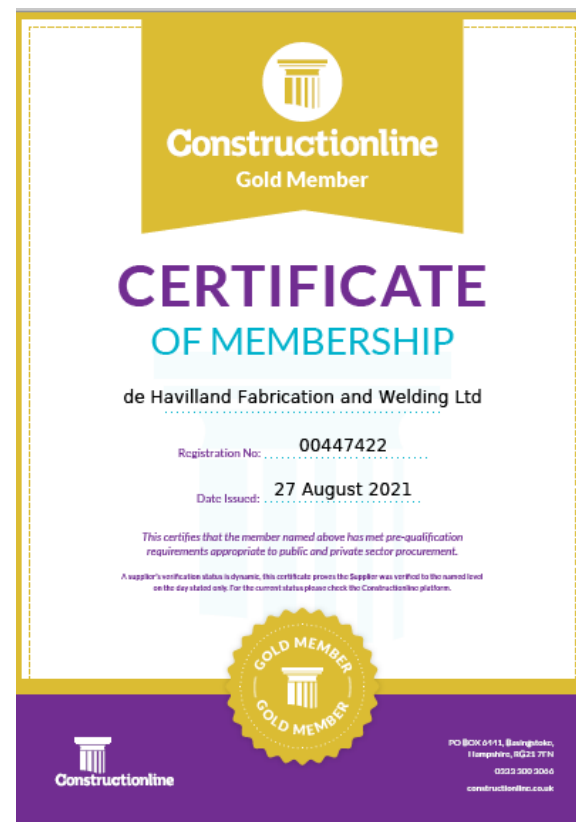 Constructionline
Gold Member
CERTIFICATE
OF MEMBERSHIP
de Havilland Fabrication and Welding Ltd
Registration No: 00447422
Date Issued: 27 August 2021
This certifies that the member named above has met pre-qualification
requirements appropriate to public and private sector procurement.
A supplier's verification status is dynamic, this certificate proves the Supplier was verified to the named level
on the day stated only. For the current status please check the Constructionline platform.
GOLD MEMBER
GOLD MEMBER
Constructionline
PO BOX 6441, Basingstoke,
Hampshire, RG21 7FN
0333 300 3066
constructionline.co.uk